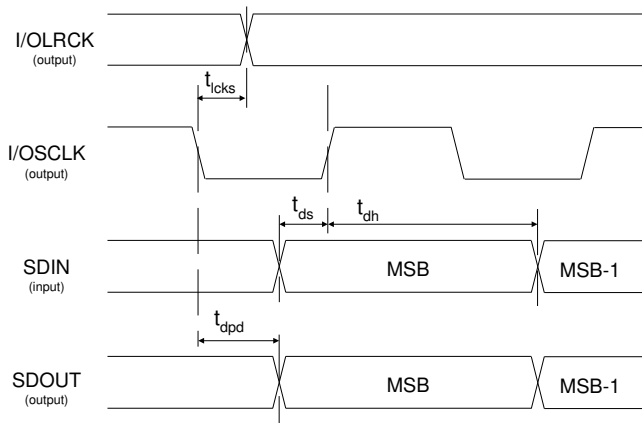 I/OLRCK
(output)
t_lcks
I/OSCLK
(output)
t_ds
t_dh
SDIN
(input)
MSB
MSB-1
t_dpd
SDOUT
(output)
MSB
MSB-1